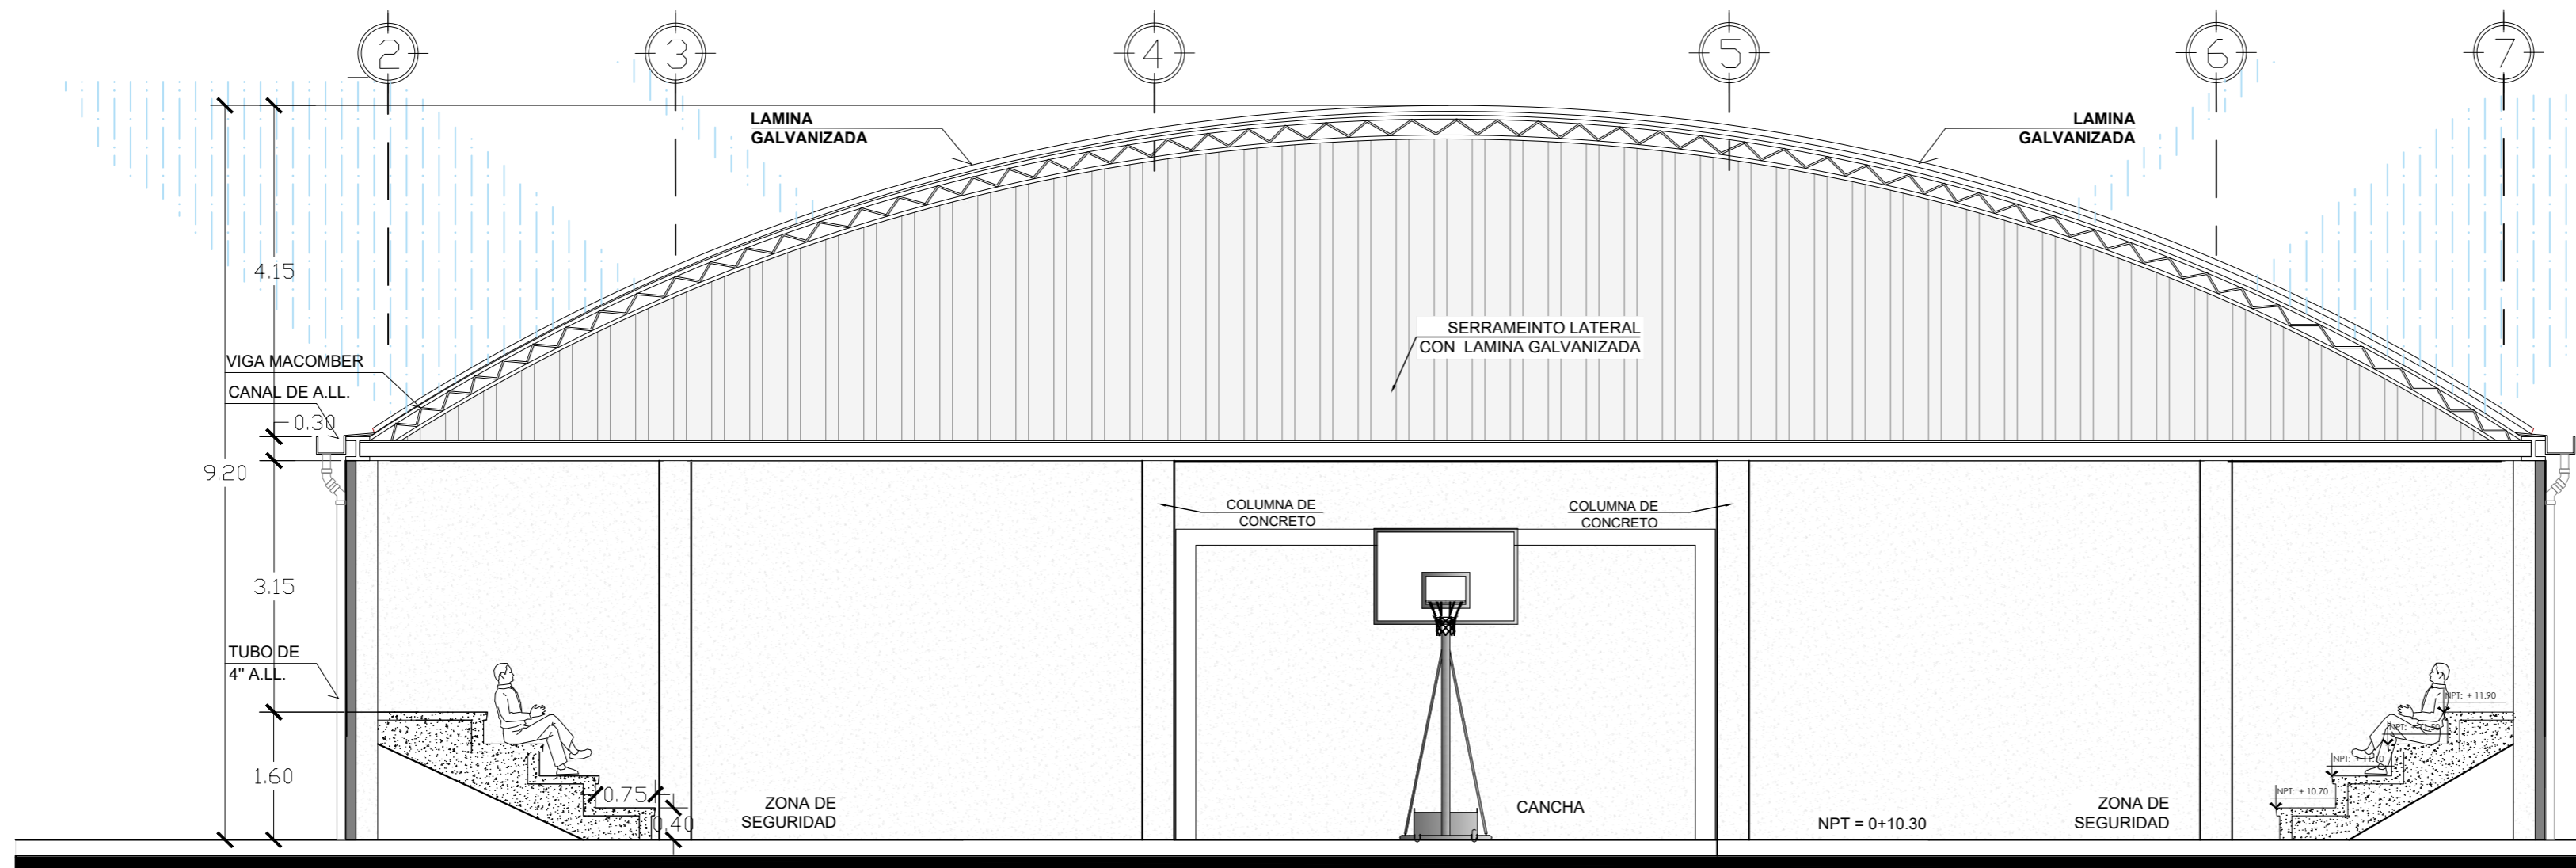 2
3
4
5
6
7
LAMINA
GALVANIZADA
LAMINA
GALVANIZADA
4.15
SERRAMEINTO LATERAL
CON LAMINA GALVANIZADA
VIGA MACOMBER
CANAL DE A.LL.
0.30
9.20
COLUMNA DE
CONCRETO
COLUMNA DE
CONCRETO
3.15
TUBO DE
4" A.LL.
NPT: + 11.90
1.60
NPT: + 10.70
0.75
0.40
ZONA DE
SEGURIDAD
CANCHA
NPT = 0+10.30
ZONA DE
SEGURIDAD